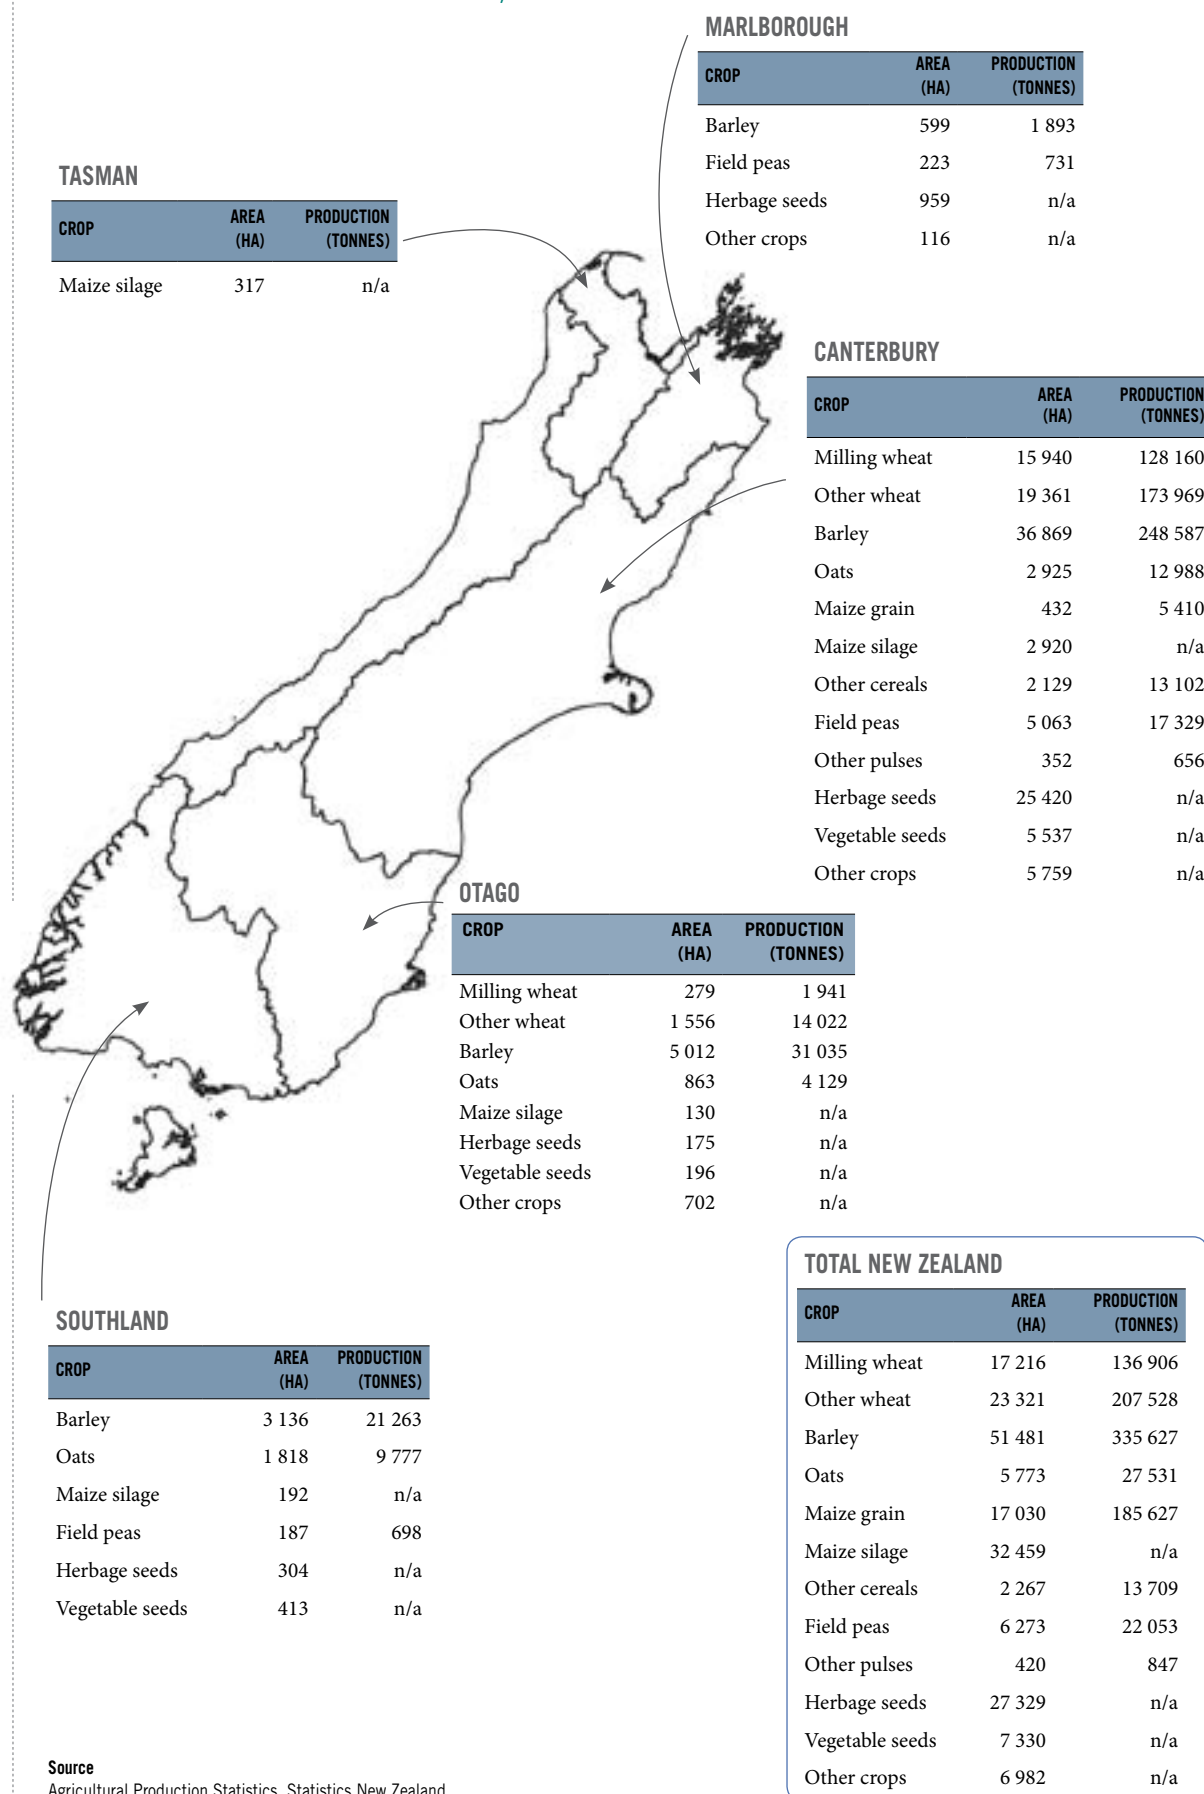 MARLBOROUGH
CROP AREA (HA) PRODUCTION (TONNES)
Barley 599 1 893
Field peas 223 731
Herbage seeds 959 n/a
Other crops 116 n/a
TASMAN
CROP AREA (HA) PRODUCTION (TONNES)
Maize silage 317 n/a
CANTERBURY
CROP AREA (HA) PRODUCTION (TONNES)
Milling wheat 15 940 128 160
Other wheat 19 361 173 969
Barley 36 869 248 587
Oats 2 925 12 988
Maize grain 432 5 410
Maize silage 2 920 n/a
Other cereals 2 129 13 102
Field peas 5 063 17 329
Other pulses 352 656
Herbage seeds 25 420 n/a
Vegetable seeds 5 537 n/a
Other crops 5 759 n/a
OTAGO
CROP AREA (HA) PRODUCTION (TONNES)
Milling wheat 279 1 941
Other wheat 1 556 14 022
Barley 5 012 31 035
Oats 863 4 129
Maize silage 130 n/a
Herbage seeds 175 n/a
Vegetable seeds 196 n/a
Other crops 702 n/a
SOUTHLAND
CROP AREA (HA) PRODUCTION (TONNES)
Barley 3 136 21 263
Oats 1 818 9 777
Maize silage 192 n/a
Field peas 187 698
Herbage seeds 304 n/a
Vegetable seeds 413 n/a
TOTAL NEW ZEALAND
CROP AREA (HA) PRODUCTION (TONNES)
Milling wheat 17 216 136 906
Other wheat 23 321 207 528
Barley 51 481 335 627
Oats 5 773 27 531
Maize grain 17 030 185 627
Maize silage 32 459 n/a
Other cereals 2 267 13 709
Field peas 6 273 22 053
Other pulses 420 847
Herbage seeds 27 329 n/a
Vegetable seeds 7 330 n/a
Other crops 6 982 n/a
Source
Agricultural Production Statistics, Statistics New Zealand